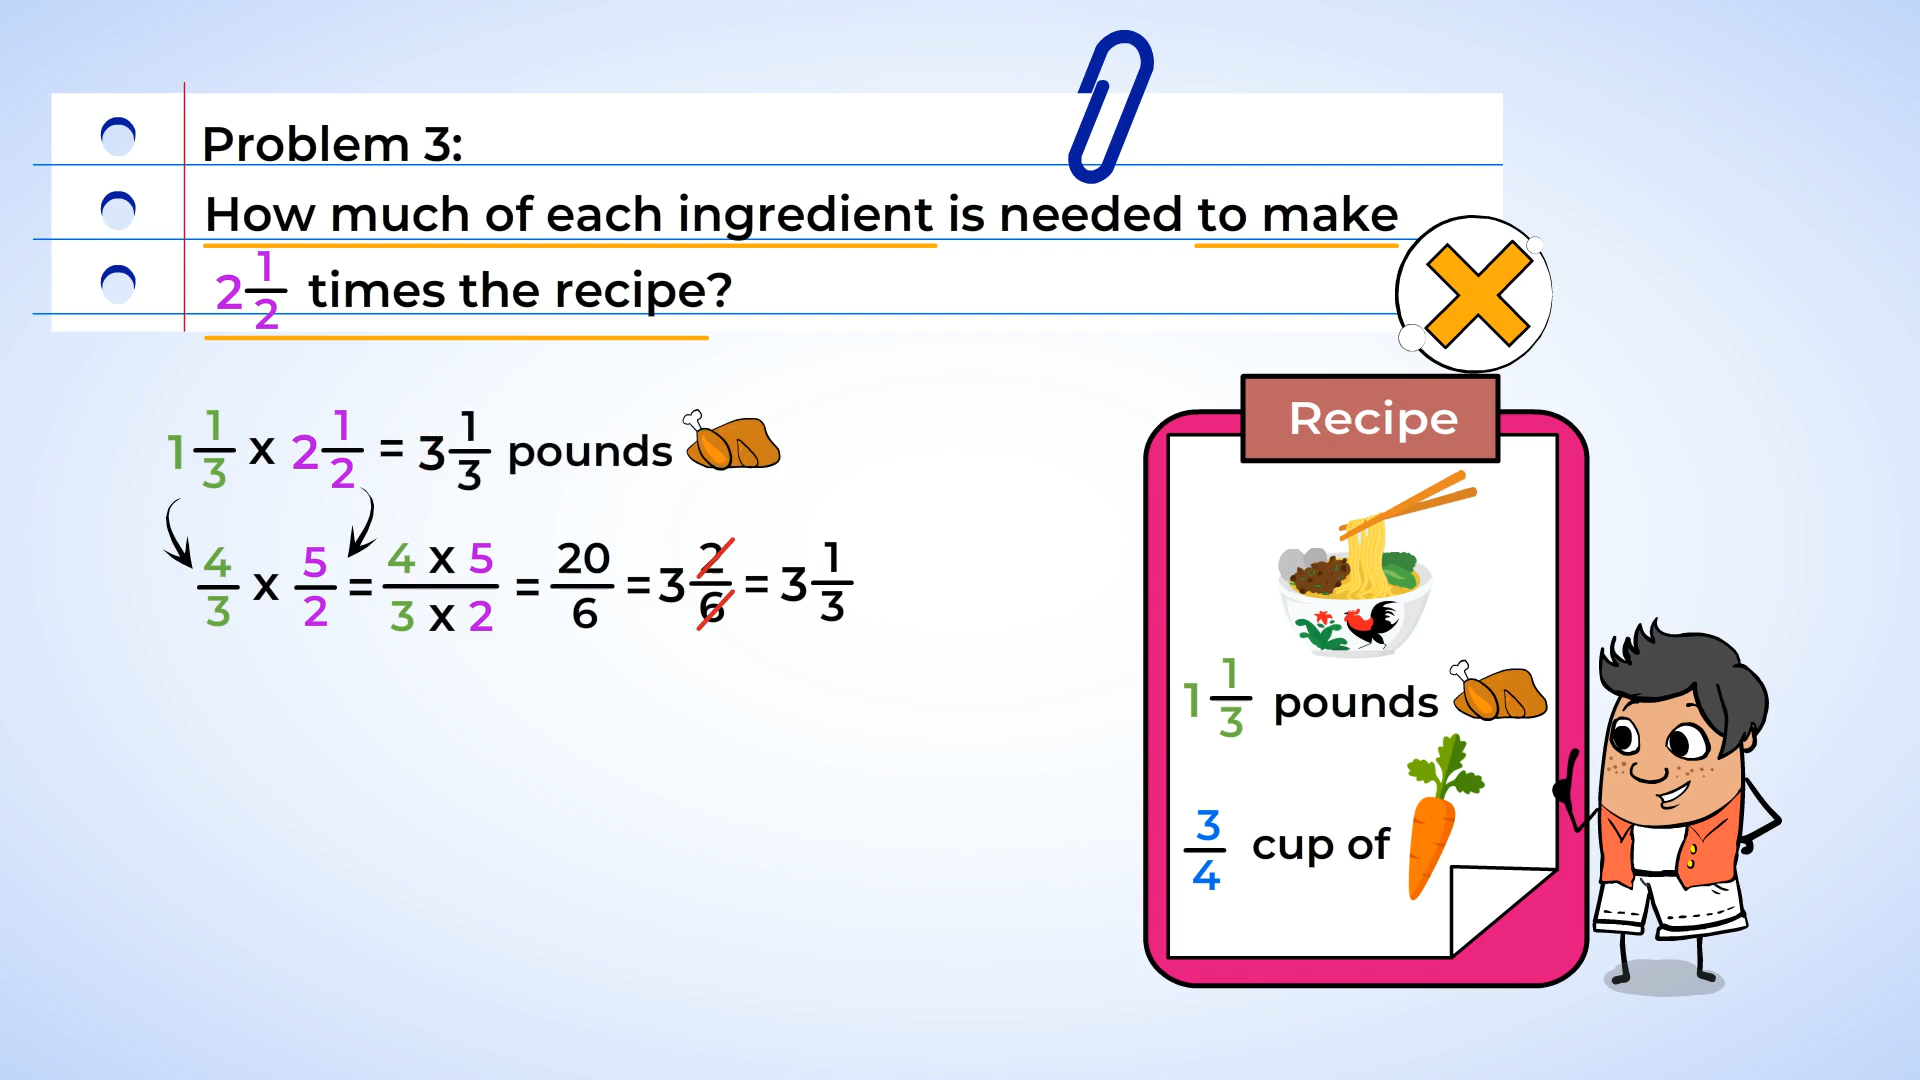 Problem 3:
How much of each ingredient is needed to make
2 1/2 times the recipe?
1 1/3 x 2 1/2 = 3 1/3 pounds
4/3 x 5/2 = 4 x 5 / 3 x 2 = 20/6 = 3 2/6 = 3 1/3
Recipe
1 1/3 pounds
3/4 cup of